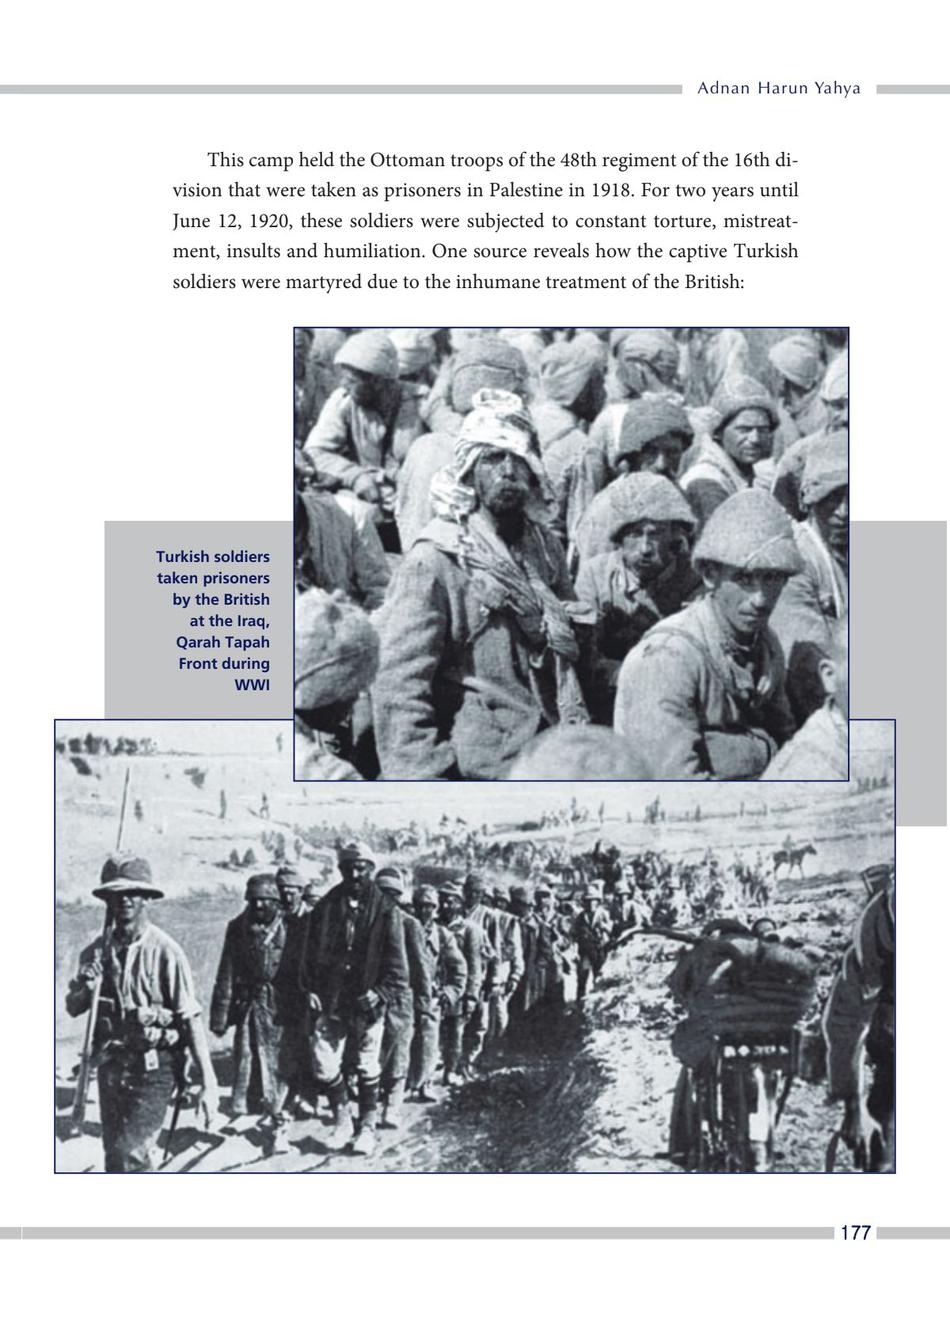 Adnan Harun Yahya
This camp held the Ottoman troops of the 48th regiment of the 16th di-
vision that were taken as prisoners in Palestine in 1918. For two years until
June 12, 1920, these soldiers were subjected to constant torture, mistreat-
ment, insults and humiliation. One source reveals how the captive Turkish
soldiers were martyred due to the inhumane treatment of the British:
Turkish soldiers
taken prisoners
by the British
at the Iraq,
Qarah Tapah
Front during
WWI
177